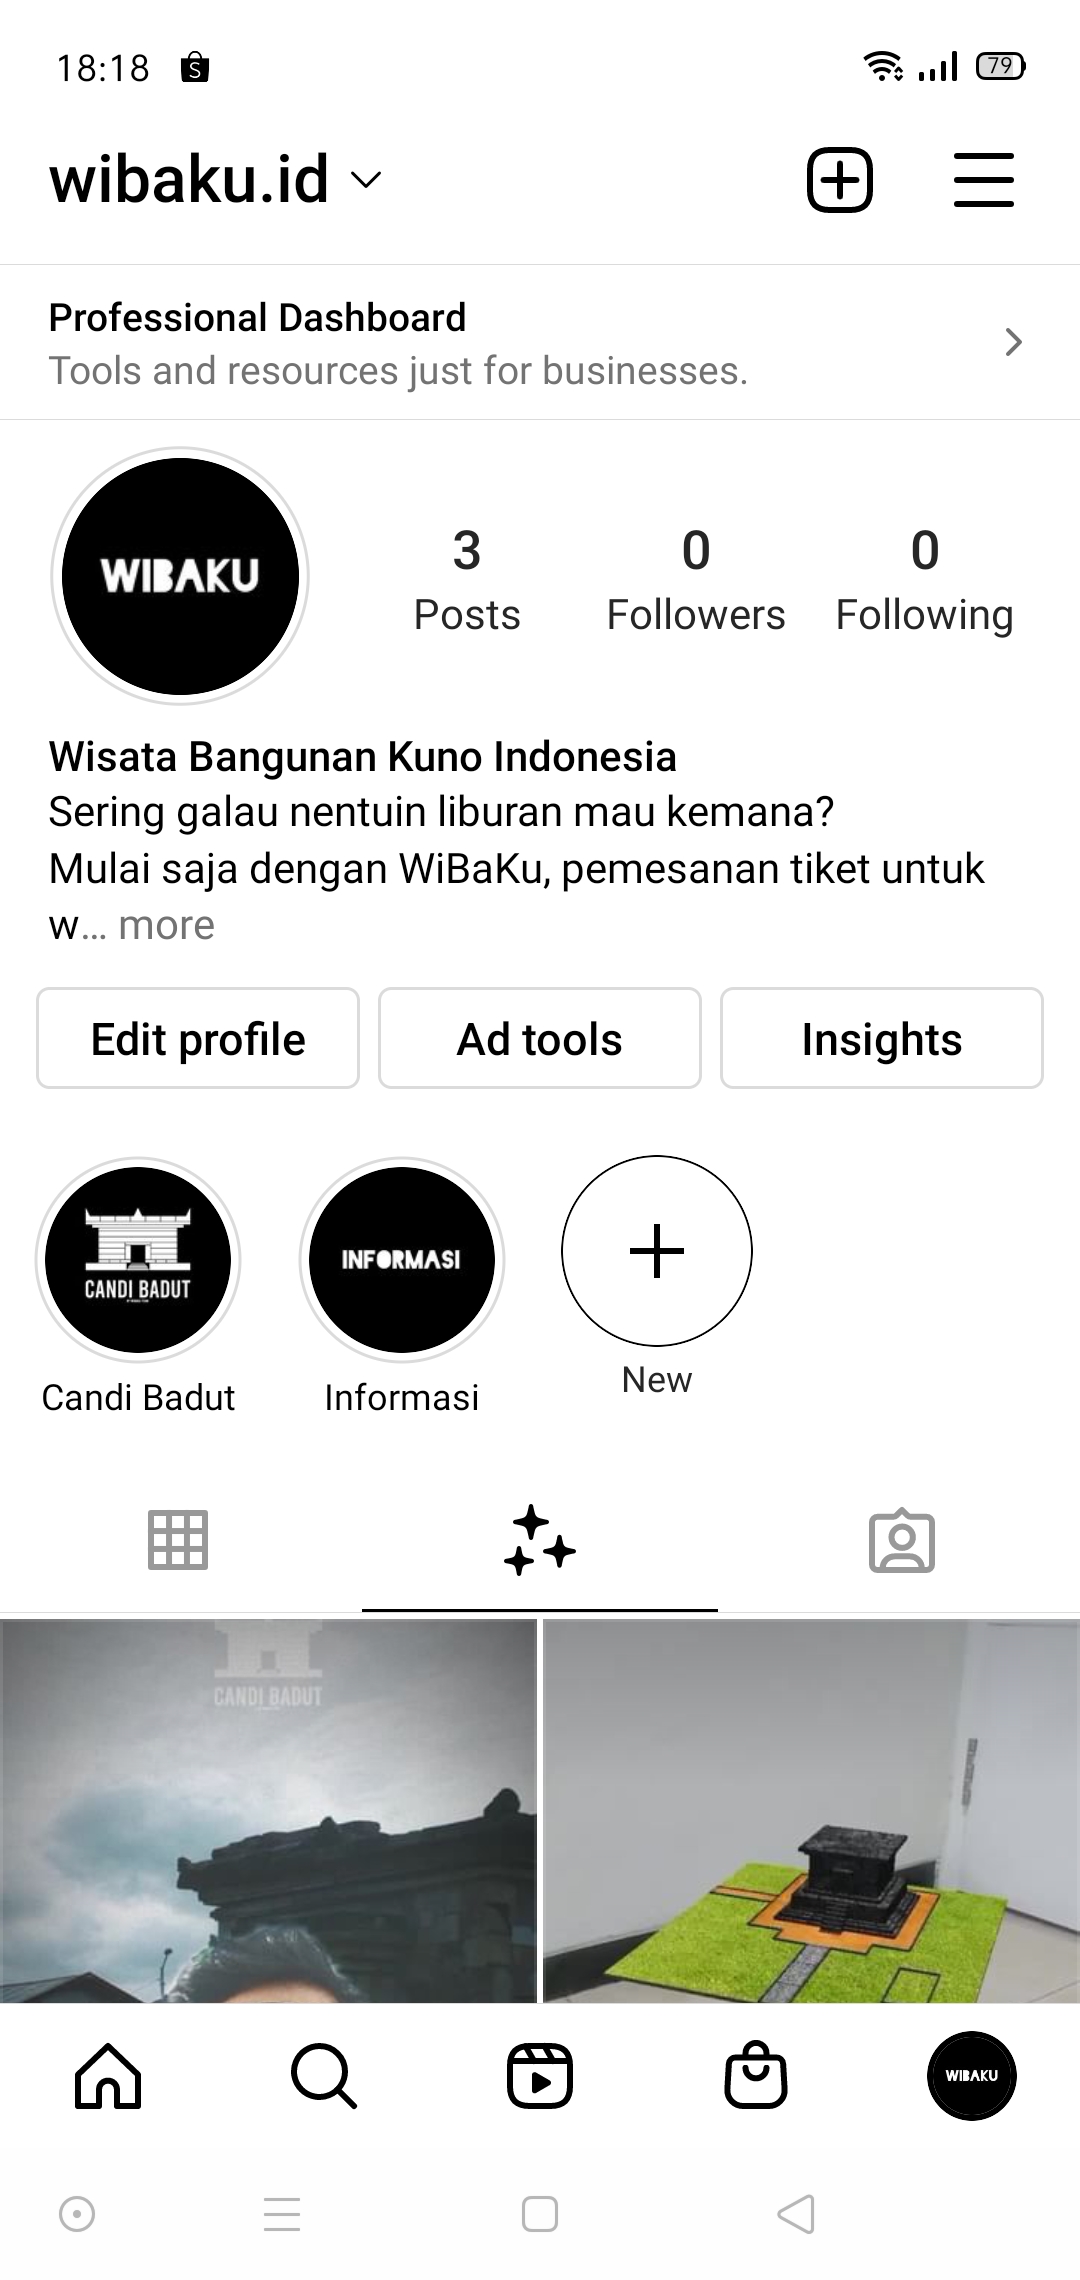 18:18
79
wibaku.id
Professional Dashboard
Tools and resources just for businesses.
WIBAKU
3 0 0
Posts Followers Following
Wisata Bangunan Kuno Indonesia
Sering galau nentuin liburan mau kemana?
Mulai saja dengan WiBaKu, pemesanan tiket untuk
w... more
Edit profile Ad tools Insights
CANDI BADUT
INFORMASI
Candi Badut Informasi New
CANDI BADUT
WIBAKU